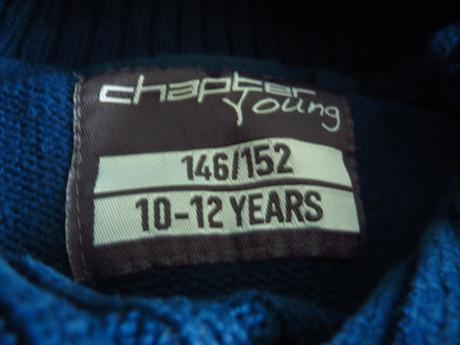 chapter
Young
146/152
10-12 YEARS